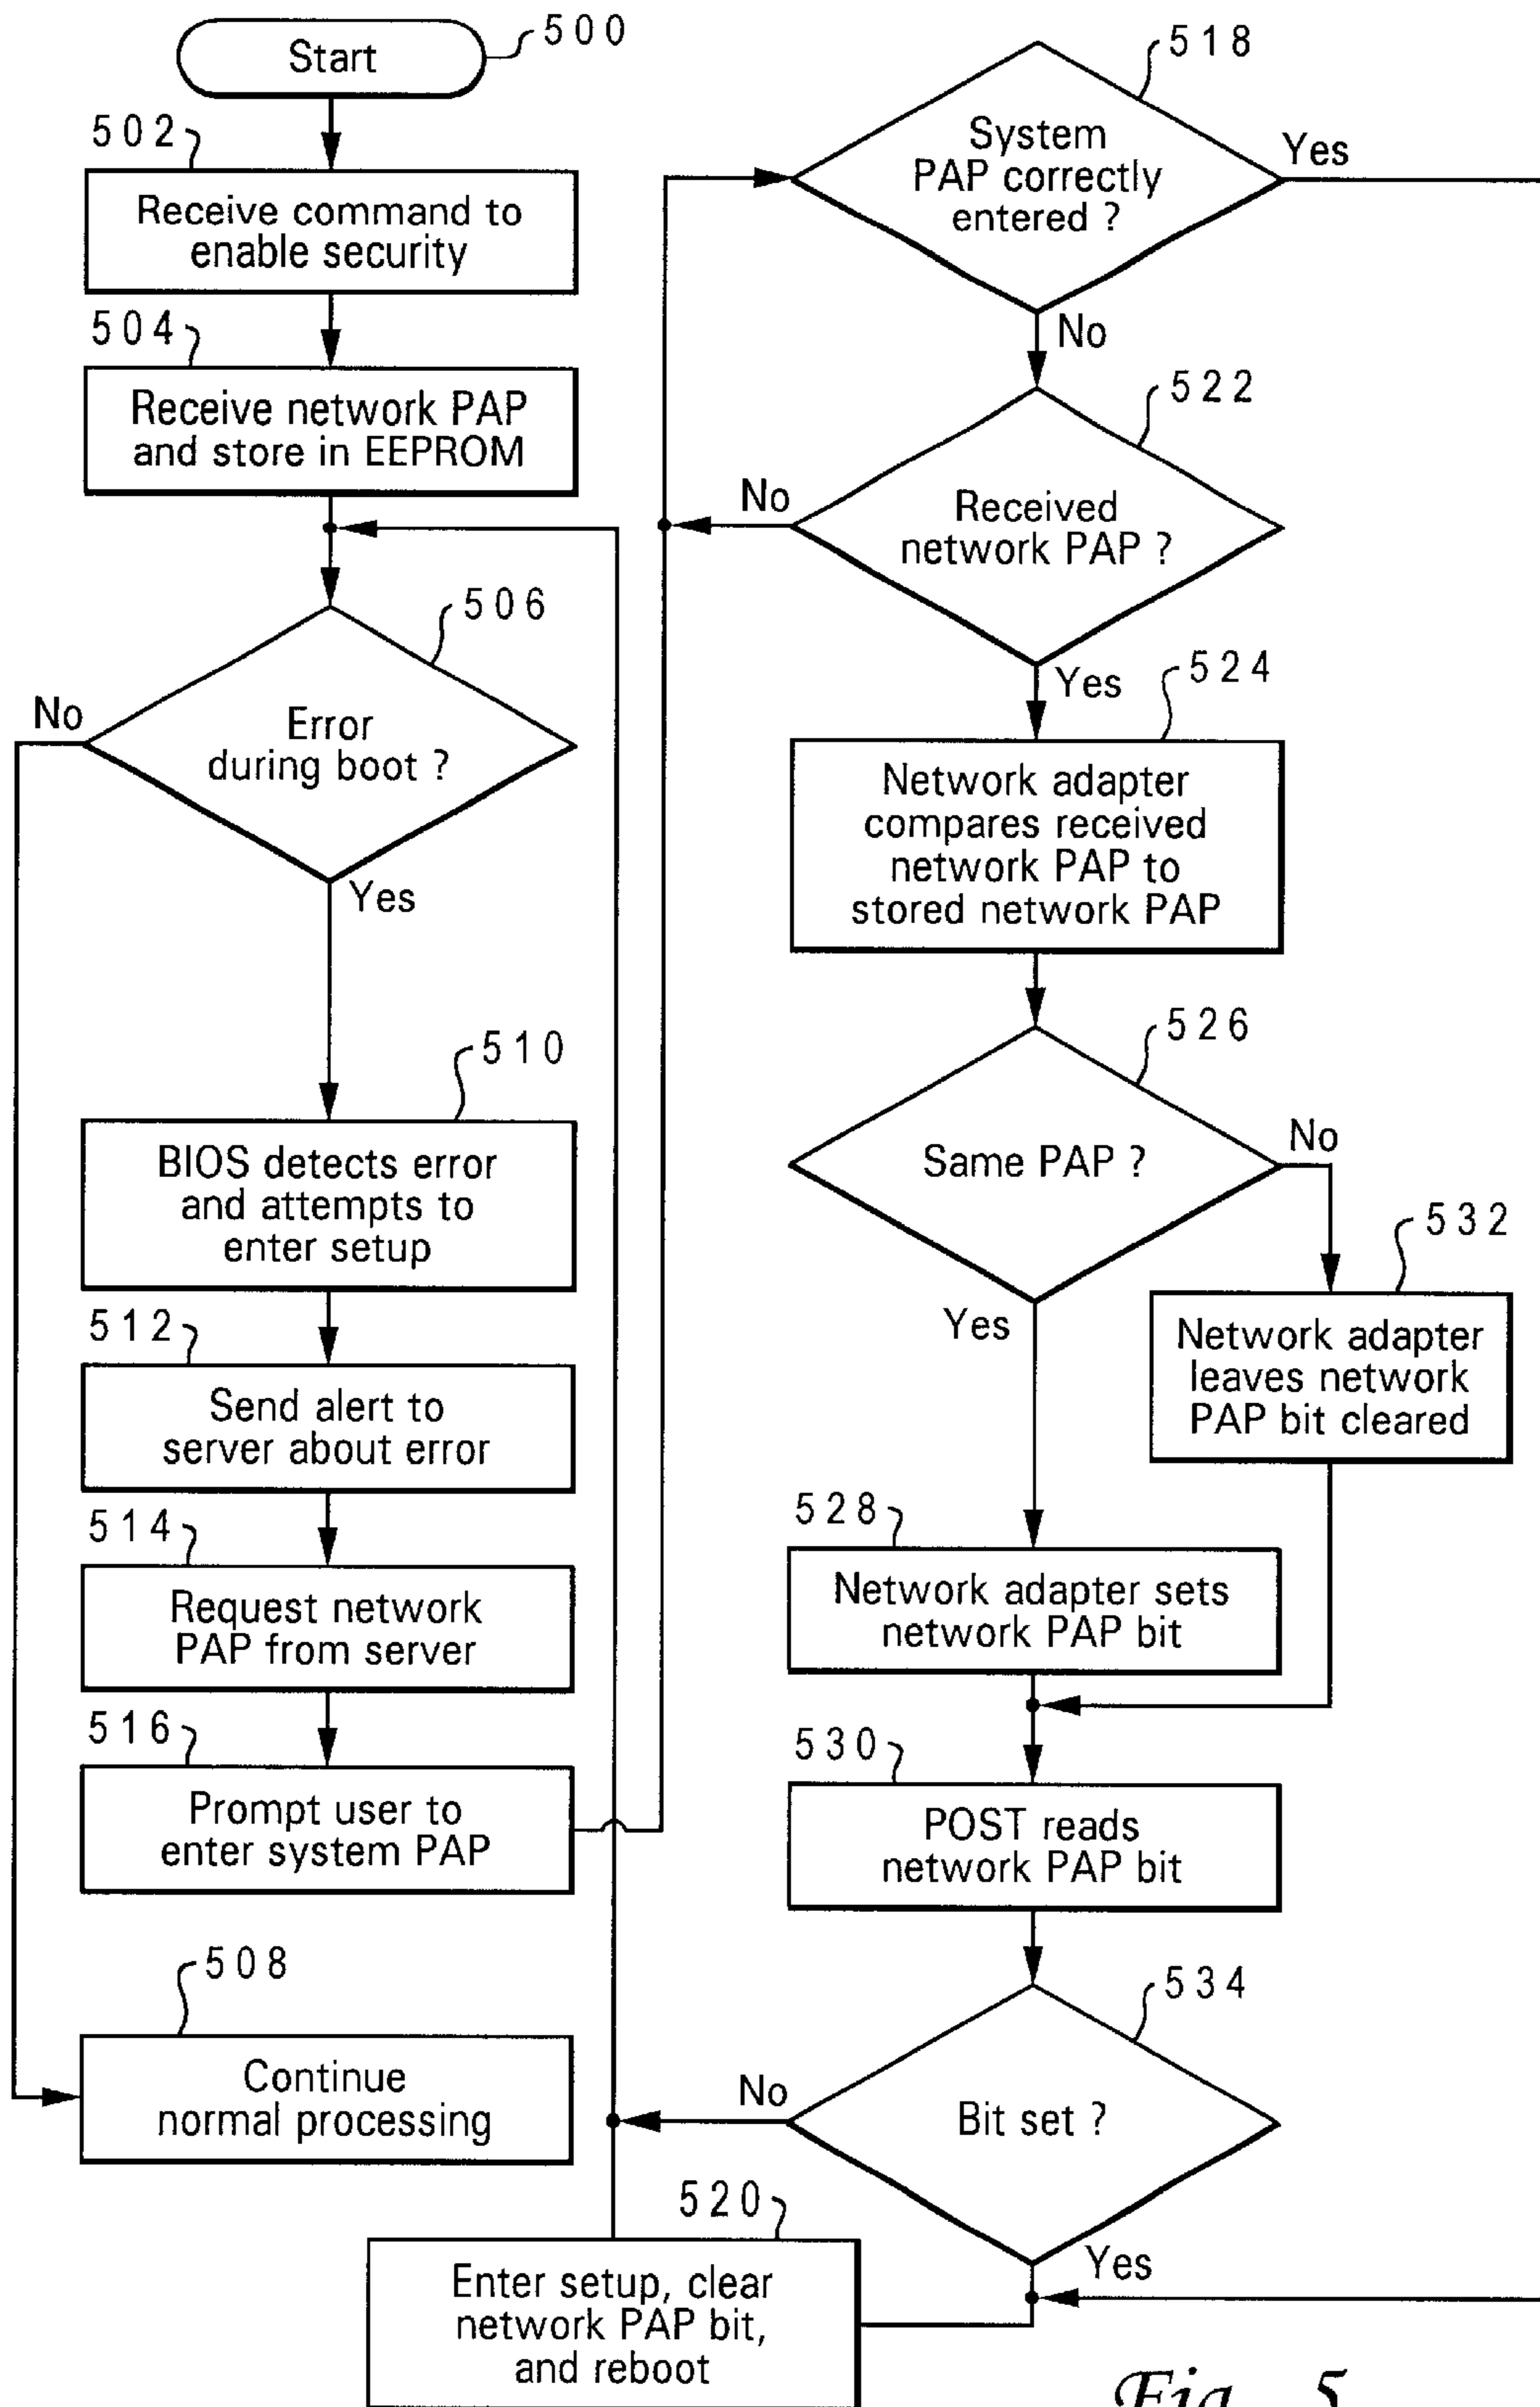 Start
500
502
Receive command to
enable security
504
Receive network PAP
and store in EEPROM
506
Error
during boot ?
No
Yes
510
BIOS detects error
and attempts to
enter setup
512
Send alert to
server about error
514
Request network
PAP from server
516
Prompt user to
enter system PAP
508
Continue
normal processing
518
System
PAP correctly
entered ?
Yes
No
522
Received
network PAP ?
No
Yes
524
Network adapter
compares received
network PAP to
stored network PAP
526
Same PAP ?
No
Yes
532
Network adapter
leaves network
PAP bit cleared
528
Network adapter sets
network PAP bit
530
POST reads
network PAP bit
534
Bit set ?
No
Yes
520
Enter setup, clear
network PAP bit,
and reboot
Fig. 5